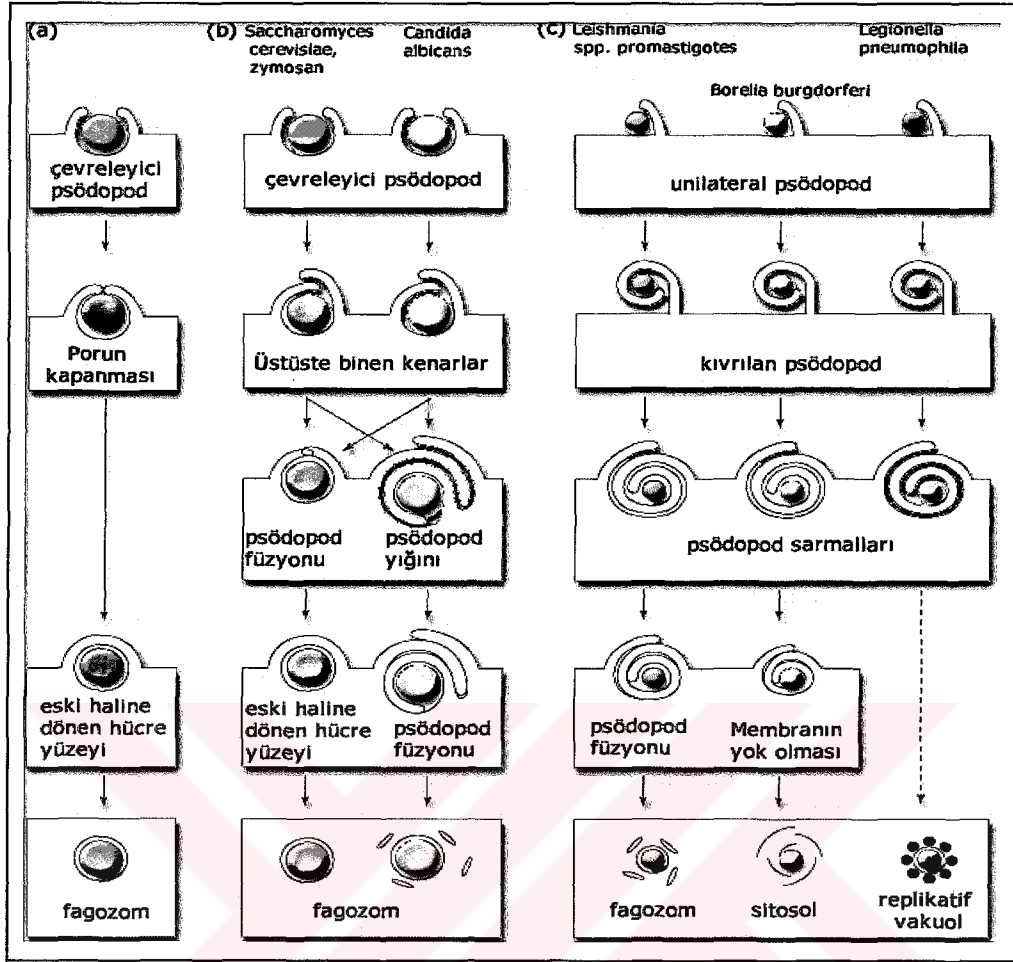 (a)
çevreleyici
psödopod
Porun
kapanması
eski haline
dönen hücre
yüzeyi
fagozom
(b) Saccharomyces
cerevisiae,
zymosan
Candida
albicans
çevreleyici psödopod
Üstüste binen kenarlar
psödopod
füzyonu
psödopod
yığını
eski haline
dönen hücre
yüzeyi
psödopod
füzyonu
fagozom
(c) Leishmania
spp. promastigotes
Borelia burgdorferi
Legionella
pneumophila
unilateral psödopod
kıvrılan psödopod
psödopod sarmalları
psödopod
füzyonu
Membranın
yok olması
fagozom
sitosol
replikatif
vakuol